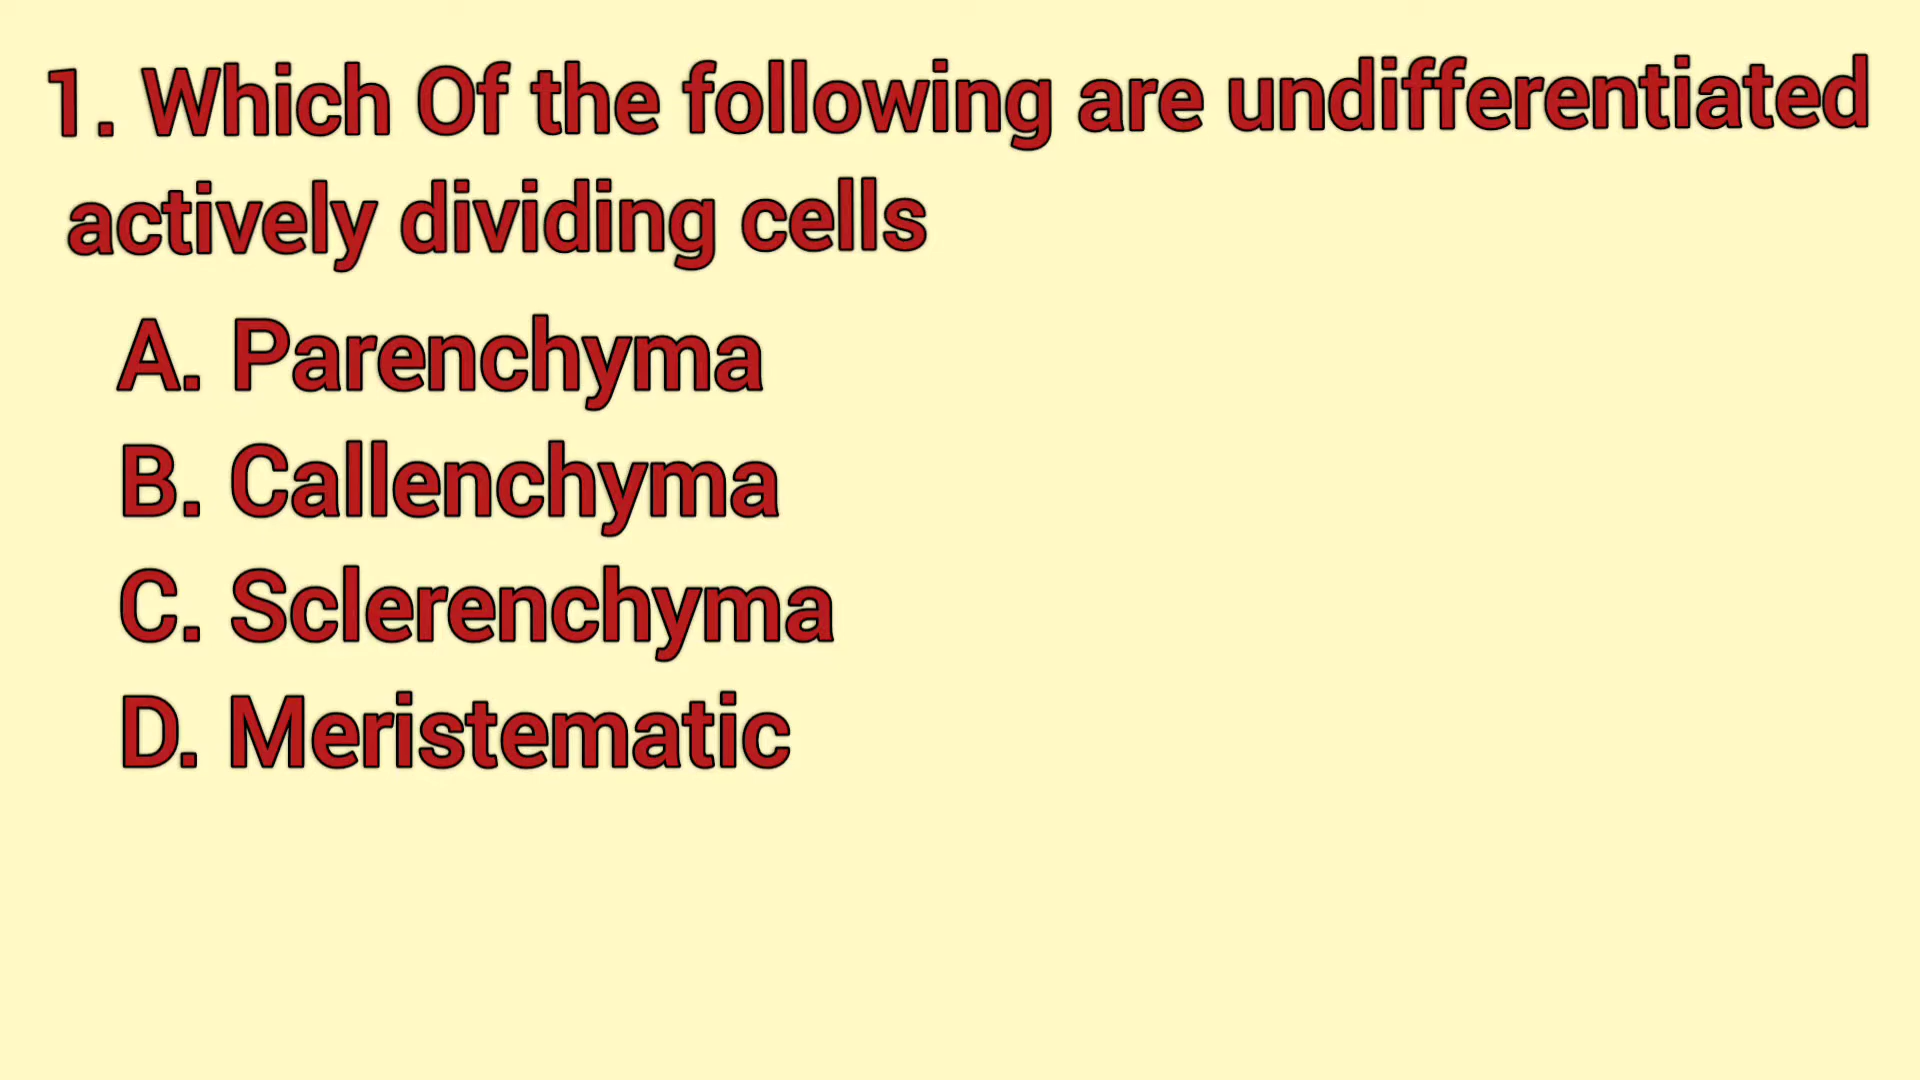 1. Which Of the following are undifferentiated
actively dividing cells
A. Parenchyma
B. Callenchyma
C. Sclerenchyma
D. Meristematic